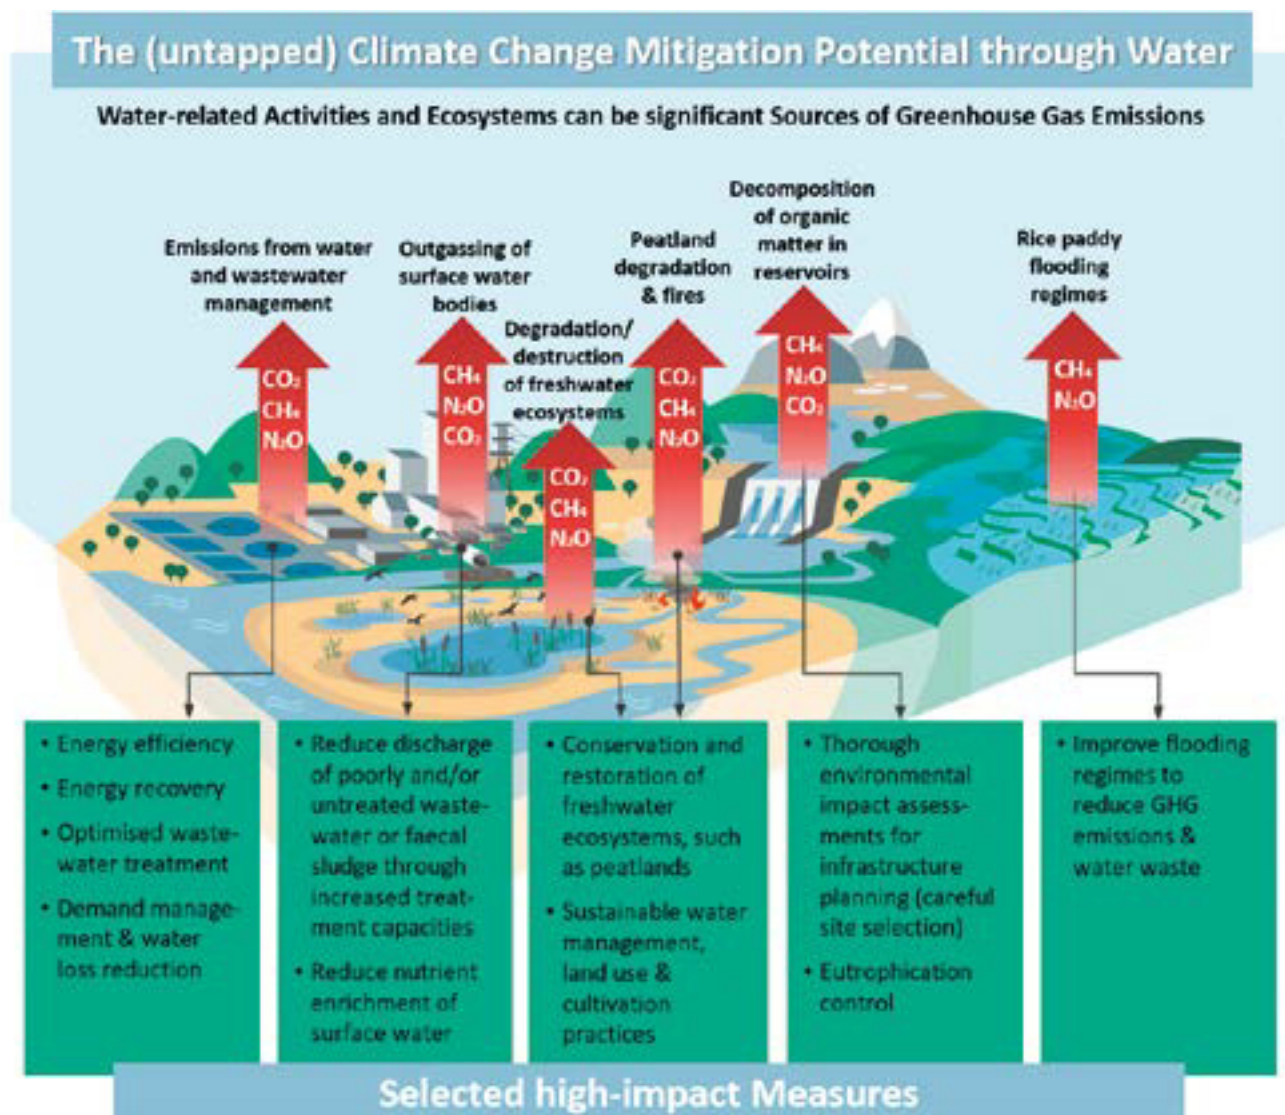 The (untapped) Climate Change Mitigation Potential through Water
Water-related Activities and Ecosystems can be significant Sources of Greenhouse Gas Emissions
Emissions from water
and wastewater
management
CO₂
CH₄
N₂O
Outgassing of
surface water
bodies
CH₄
N₂O
CO₂
Degradation/
destruction
of freshwater
ecosystems
CO₂
CH₄
N₂O
Peatland
degradation
& fires
CO₂
CH₄
N₂O
Decomposition
of organic
matter in
reservoirs
CH₄
N₂O
CO₂
Rice paddy
flooding
regimes
CH₄
N₂O
• Energy efficiency
• Energy recovery
• Optimised waste-
water treatment
• Demand manage-
ment & water
loss reduction
• Reduce discharge
of poorly and/or
untreated waste-
water or faecal
sludge through
increased treat-
ment capacities
• Reduce nutrient
enrichment of
surface water
• Conservation and
restoration of
freshwater
ecosystems, such
as peatlands
• Sustainable water
management,
land use &
cultivation
practices
• Thorough
environmental
impact assess-
ments for
infrastructure
planning (careful
site selection)
• Eutrophication
control
• Improve flooding
regimes to
reduce GHG
emissions &
water waste
Selected high-impact Measures